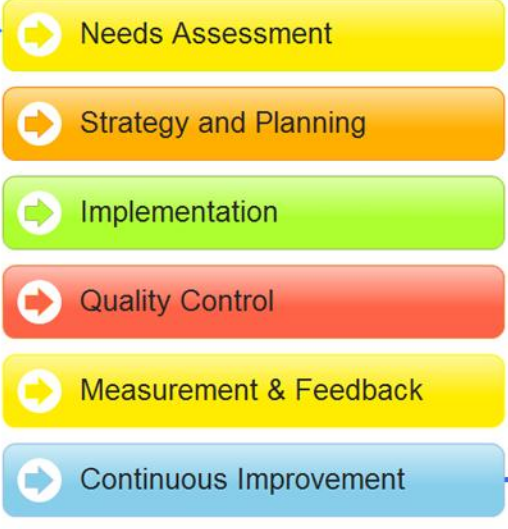 Needs Assessment
Strategy and Planning
Implementation
Quality Control
Measurement & Feedback
Continuous Improvement